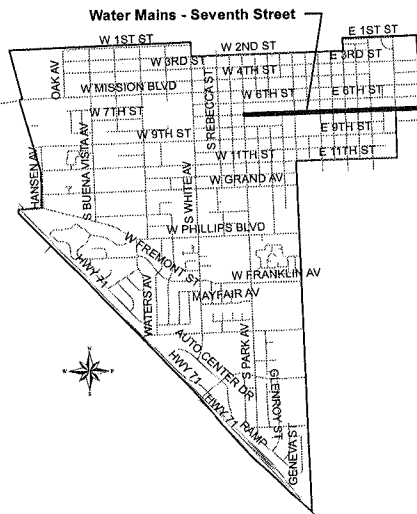 Water Mains - Seventh Street
E 1ST ST
W 1ST ST
W 2ND ST
E 3RD ST
W 3RD ST
W 4TH ST
OAK AV
W MISSION BLVD
S REBECCA ST
W 6TH ST
E 6TH ST
W 7TH ST
E 9TH ST
W 9TH ST
W 11TH ST
E 11TH ST
HANSEN AV
S BUENA VISTA AV
S WHITE AV
W GRAND AV
W PHILLIPS BLVD
W FREMONT ST
HWY 71
W FRANKLIN AV
WATERS AV
MAYFAIR AV
AUTO CENTER DR
S PARK AV
HWY 71
HWY 71 RAMP
GLENROY ST
GENEVA ST
N
W
E
S